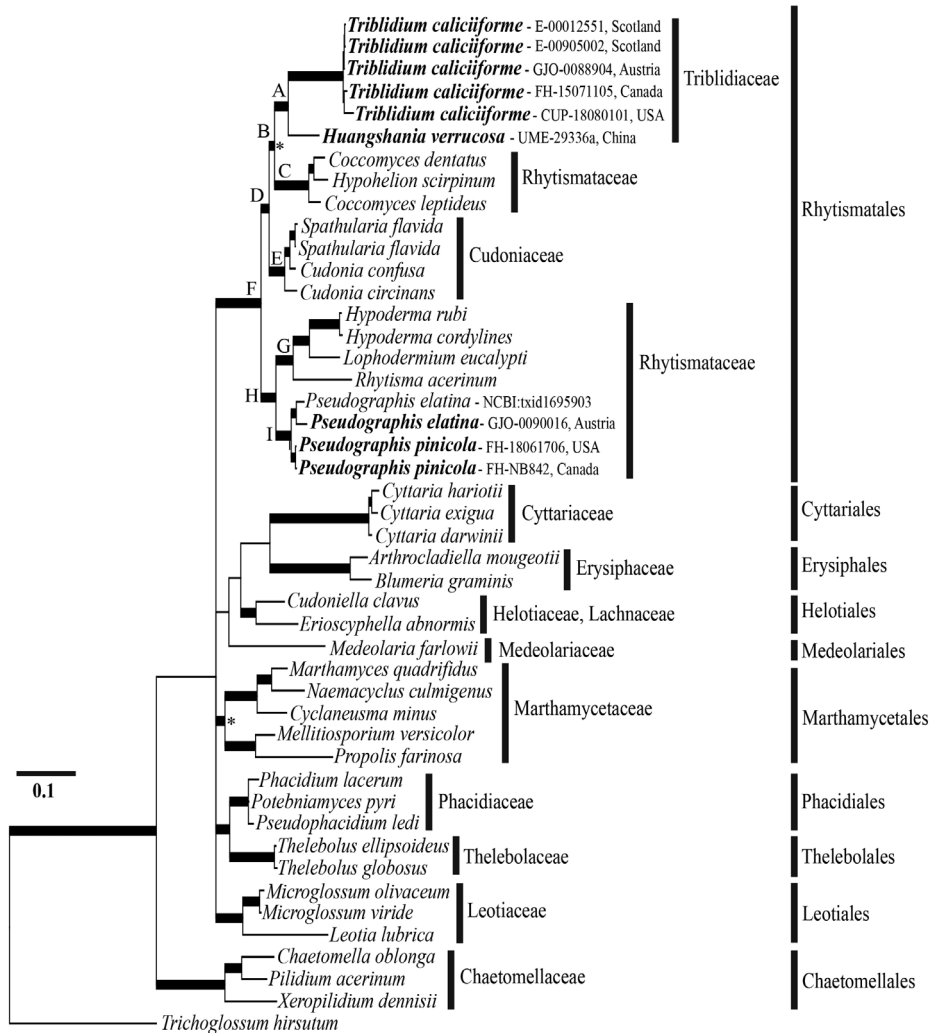 Triblidium caliciiforme - E-00012551, Scotland
Triblidium caliciiforme - E-00905002, Scotland
Triblidium caliciiforme - GJO-0088904, Austria
Triblidium caliciiforme - FH-15071105, Canada
Triblidium caliciiforme - CUP-18080101, USA
Triblidiaceae
A
Huangshania verrucosa - UME-29336a, China
B
*
Coccomyces dentatus
C
Hypohelion scirpinum
Rhytismataceae
Coccomyces leptideus
D
Rhytismatales
Spathularia flavida
Spathularia flavida
Cudoniaceae
E
Cudonia confusa
Cudonia circinans
F
Hypoderma rubi
Hypoderma cordylines
G
Lophodermium eucalypti
Rhytismataceae
Rhytisma acerinum
H
Pseudographis elatina - NCBI:txid1695903
Pseudographis elatina - GJO-0090016, Austria
I
Pseudographis pinicola - FH-18061706, USA
Pseudographis pinicola - FH-NB842, Canada
Cyttaria hariotii
Cyttaria exigua
Cyttariaceae
Cyttariales
Cyttaria darwinii
Arthrocladiella mougeotii
Erysiphaceae
Erysiphales
Blumeria graminis
Cudoniella clavus
Helotiaceae, Lachnaceae
Helotiales
Erioscyphella abnormis
Medeolaria farlowii
Medeolariaceae
Medeolariales
Marthamyces quadrifidus
Naemacyclus culmigenus
Cyclaneusma minus
Marthamycetaceae
Marthamycetales
*
Mellitiosporium versicolor
Propolis farinosa
0.1
Phacidium lacerum
Potebniamyces pyri
Phacidiaceae
Phacidiales
Pseudophacidium ledi
Thelebolus ellipsoideus
Thelebolaceae
Thelebolales
Thelebolus globosus
Microglossum olivaceum
Microglossum viride
Leotiaceae
Leotiales
Leotia lubrica
Chaetomella oblonga
Pilidium acerinum
Chaetomellaceae
Chaetomellales
Xeropilidium dennisii
Trichoglossum hirsutum